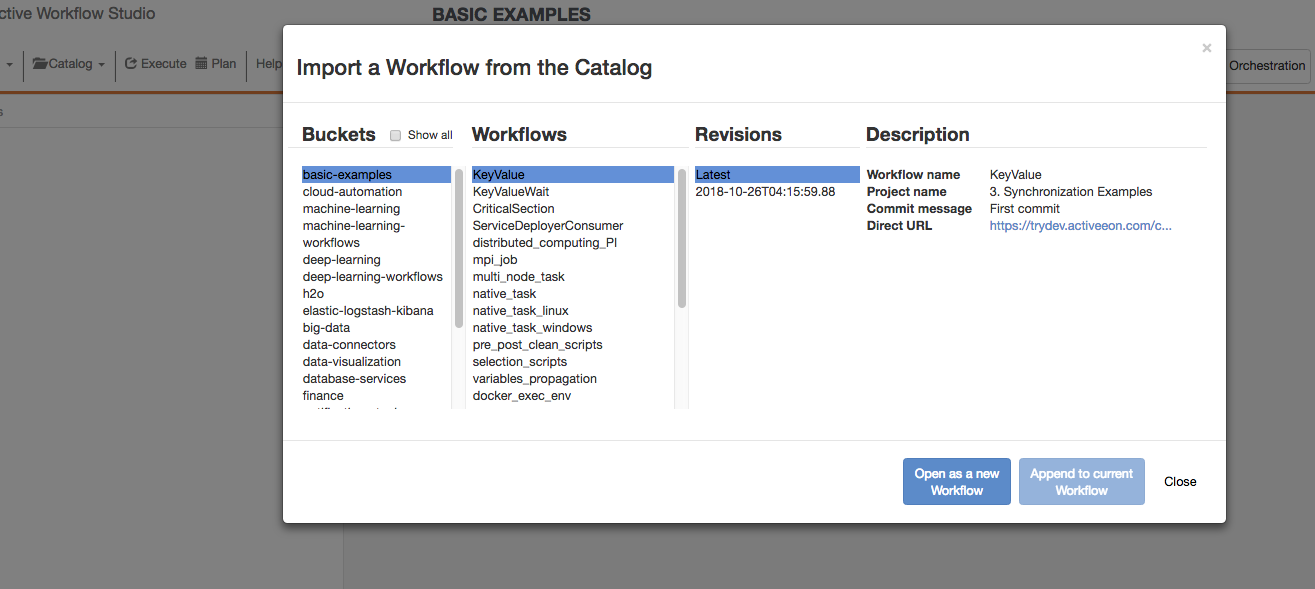 ctive Workflow Studio
BASIC EXAMPLES
Catalog
Execute
Plan
Help
Orchestration
Import a Workflow from the Catalog
×
Buckets
Show all
basic-examples
cloud-automation
machine-learning
machine-learning-
workflows
deep-learning
deep-learning-workflows
h2o
elastic-logstash-kibana
big-data
data-connectors
data-visualization
database-services
finance
Workflows
KeyValue
KeyValueWait
CriticalSection
ServiceDeployerConsumer
distributed_computing_PI
mpi_job
multi_node_task
native_task
native_task_linux
native_task_windows
pre_post_clean_scripts
selection_scripts
variables_propagation
docker_exec_env
Revisions
Latest
2018-10-26T04:15:59.88
Description
Workflow name KeyValue
Project name 3. Synchronization Examples
Commit message First commit
Direct URL https://trydev.activeeon.com/c...
Open as a new
Workflow
Append to current
Workflow
Close